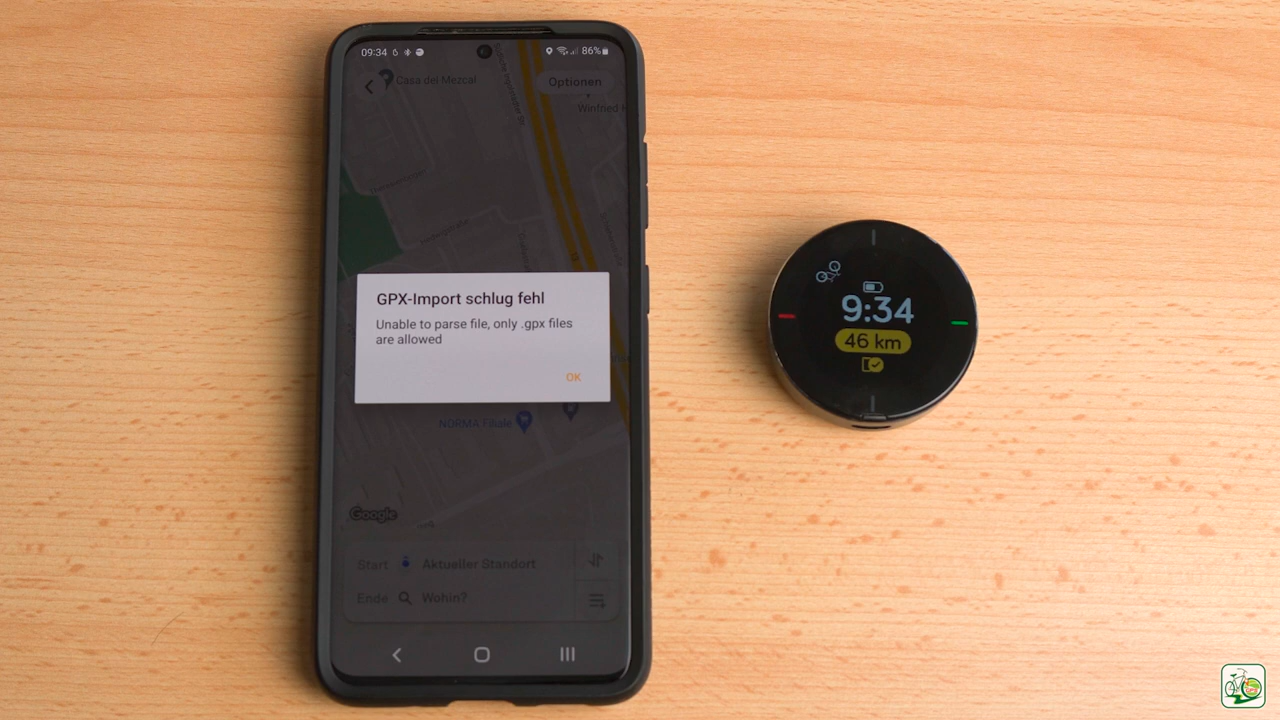 09:34
86%
Casa del Mezcal
Optionen
Winfried H
GPX-Import schlug fehl
Unable to parse file, only .gpx files
are allowed
OK
NORMA Filiale
Google
Start Aktueller Standort
Ende Wohin?
9:34
46 km